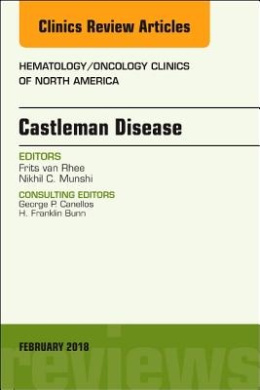 Clinics Review Articles
HEMATOLOGY/ONCOLOGY CLINICS
OF NORTH AMERICA
Castleman Disease
EDITORS
Frits van Rhee
Nikhil C. Munshi
CONSULTING EDITORS
George P. Canellos
H. Franklin Bunn
FEBRUARY 2018
reviews